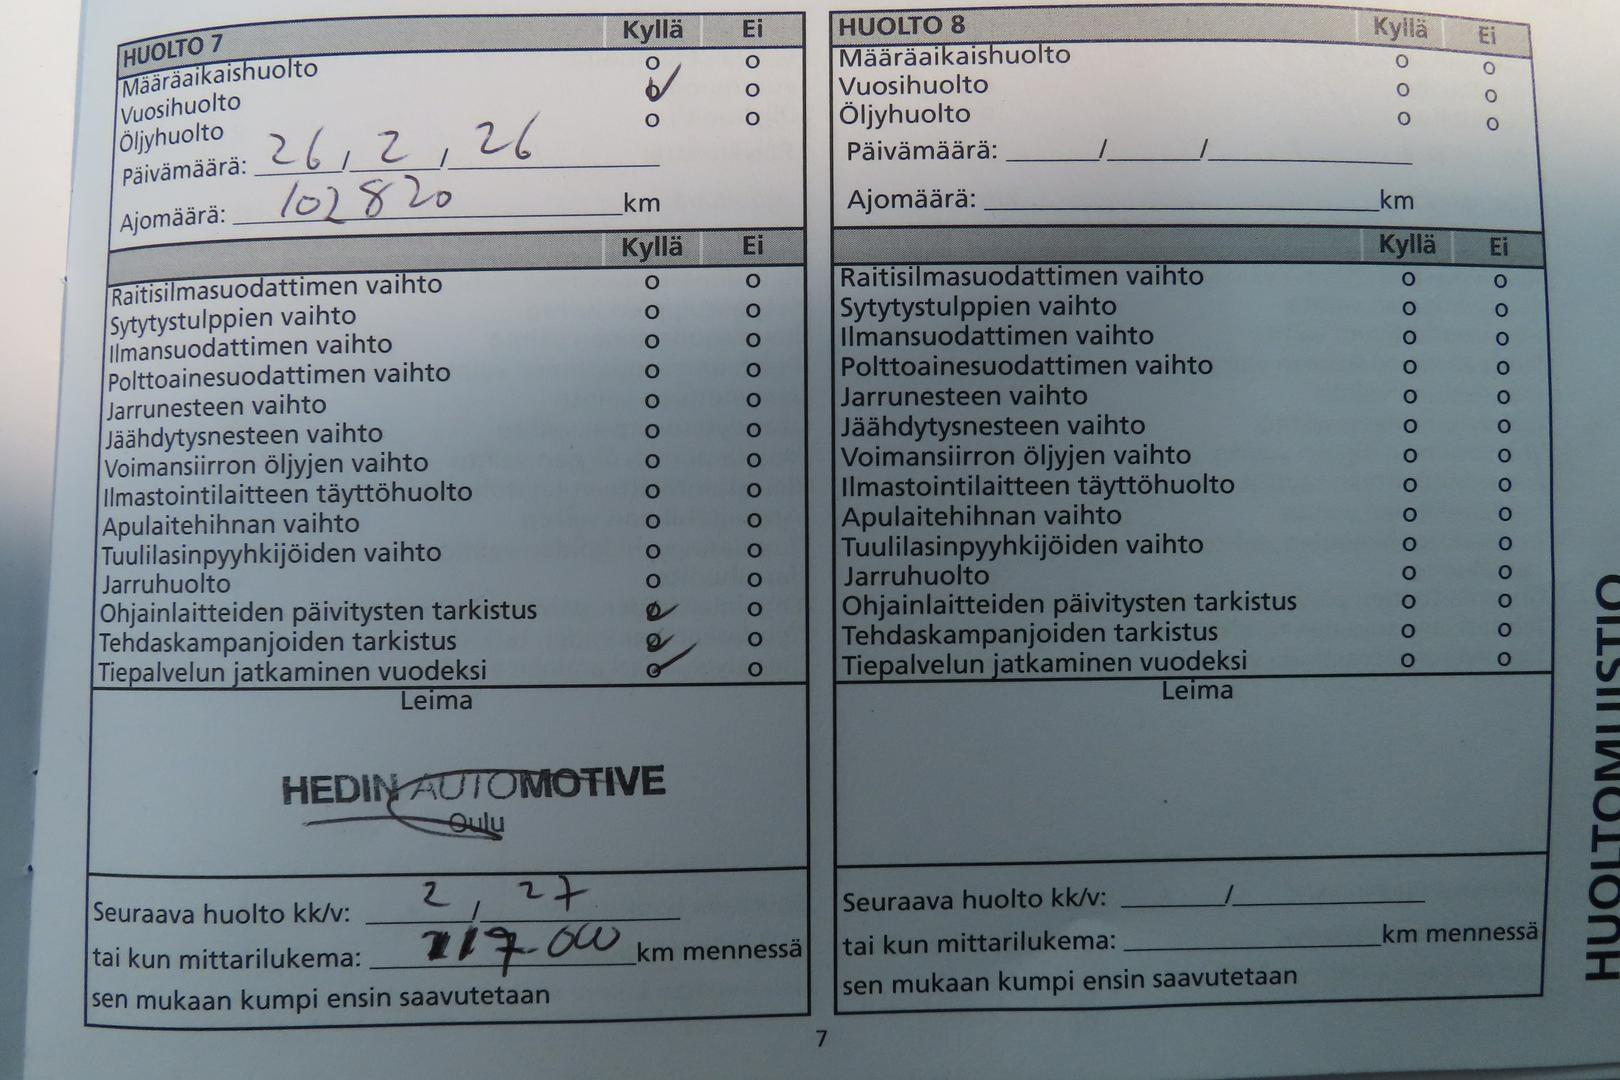 HUOLTO 7 Kyllä Ei
Määräaikaishuolto o o
Vuosihuolto ✓ o
Öljyhuolto o o
Päivämäärä: 26 / 2 / 26
Ajomäärä: 102820 km
Kyllä Ei
Raitisilmasuodattimen vaihto o o
Sytytystulppien vaihto o o
Ilmansuodattimen vaihto o o
Polttoainesuodattimen vaihto o o
Jarrunesteen vaihto o o
Jäähdytysnesteen vaihto o o
Voimansiirron öljyjen vaihto o o
Ilmastointilaitteen täyttöhuolto o o
Apulaitehihnan vaihto o o
Tuulilasinpyyhkijöiden vaihto o o
Jarruhuolto o o
Ohjainlaitteiden päivitysten tarkistus ✓ o
Tehdaskampanjoiden tarkistus ✓ o
Tiepalvelun jatkaminen vuodeksi ✓ o
Leima
HEDIN AUTOMOTIVE
Oulu
Seuraava huolto kk/v: 2 / 27
tai kun mittarilukema: 117.000 km mennessä
sen mukaan kumpi ensin saavutetaan
HUOLTO 8 Kyllä Ei
Määräaikaishuolto o o
Vuosihuolto o o
Öljyhuolto o o
Päivämäärä: / /
Ajomäärä: km
Kyllä Ei
Raitisilmasuodattimen vaihto o o
Sytytystulppien vaihto o o
Ilmansuodattimen vaihto o o
Polttoainesuodattimen vaihto o o
Jarrunesteen vaihto o o
Jäähdytysnesteen vaihto o o
Voimansiirron öljyjen vaihto o o
Ilmastointilaitteen täyttöhuolto o o
Apulaitehihnan vaihto o o
Tuulilasinpyyhkijöiden vaihto o o
Jarruhuolto o o
Ohjainlaitteiden päivitysten tarkistus o o
Tehdaskampanjoiden tarkistus o o
Tiepalvelun jatkaminen vuodeksi o o
Leima
Seuraava huolto kk/v: /
tai kun mittarilukema: km mennessä
sen mukaan kumpi ensin saavutetaan
7
HUOLTOMUISTIO